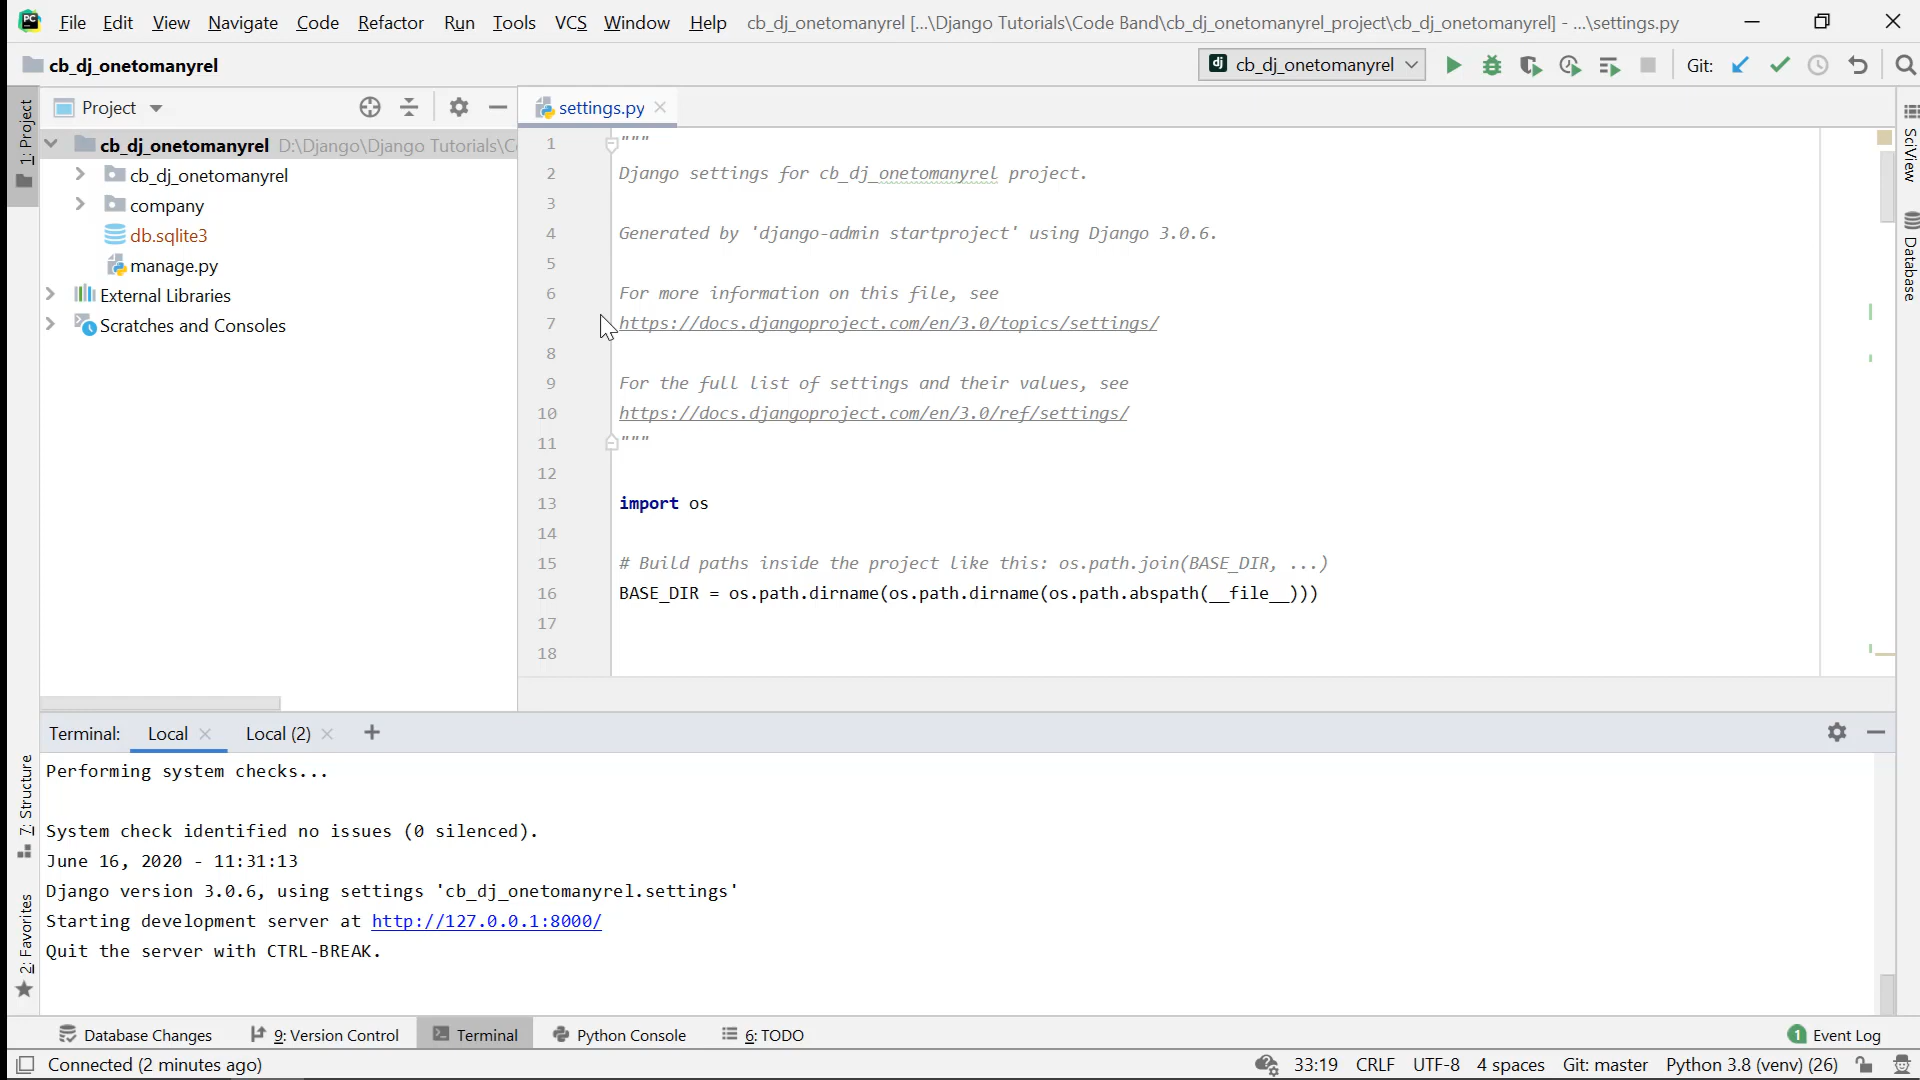 PC
File Edit View Navigate Code Refactor Run Tools VCS Window Help cb_dj_onetomanyrel [...\Django Tutorials\Code Band\cb_dj_onetomanyrel_project\cb_dj_onetomanyrel] - ...\settings.py
cb_dj_onetomanyrel
dj cb_dj_onetomanyrel
Git:
1: Project
Project
settings.py
SciView
Database
cb_dj_onetomanyrel D:\Django\Django Tutorials\C
cb_dj_onetomanyrel
company
db.sqlite3
manage.py
External Libraries
Scratches and Consoles
1 """
2 Django settings for cb_dj_onetomanyrel project.
3
4 Generated by 'django-admin startproject' using Django 3.0.6.
5
6 For more information on this file, see
7 https://docs.djangoproject.com/en/3.0/topics/settings/
8
9 For the full list of settings and their values, see
10 https://docs.djangoproject.com/en/3.0/ref/settings/
11 """
12
13 import os
14
15 # Build paths inside the project like this: os.path.join(BASE_DIR, ...)
16 BASE_DIR = os.path.dirname(os.path.dirname(os.path.abspath(__file__)))
17
18
Terminal: Local Local (2)
7: Structure
2: Favorites
Performing system checks...
System check identified no issues (0 silenced).
June 16, 2020 - 11:31:13
Django version 3.0.6, using settings 'cb_dj_onetomanyrel.settings'
Starting development server at http://127.0.0.1:8000/
Quit the server with CTRL-BREAK.
Database Changes 9: Version Control Terminal Python Console 6: TODO 1 Event Log
Connected (2 minutes ago) 33:19 CRLF UTF-8 4 spaces Git: master Python 3.8 (venv) (26)